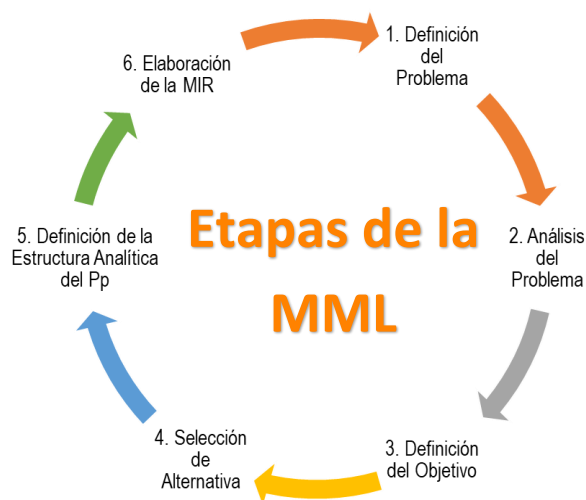 1. Definición
del
Problema
2. Análisis
del
Problema
3. Definición
del Objetivo
4. Selección
de
Alternativa
5. Definición de la
Estructura Analítica
del Pp
6. Elaboración
de la MIR
Etapas de la
MML